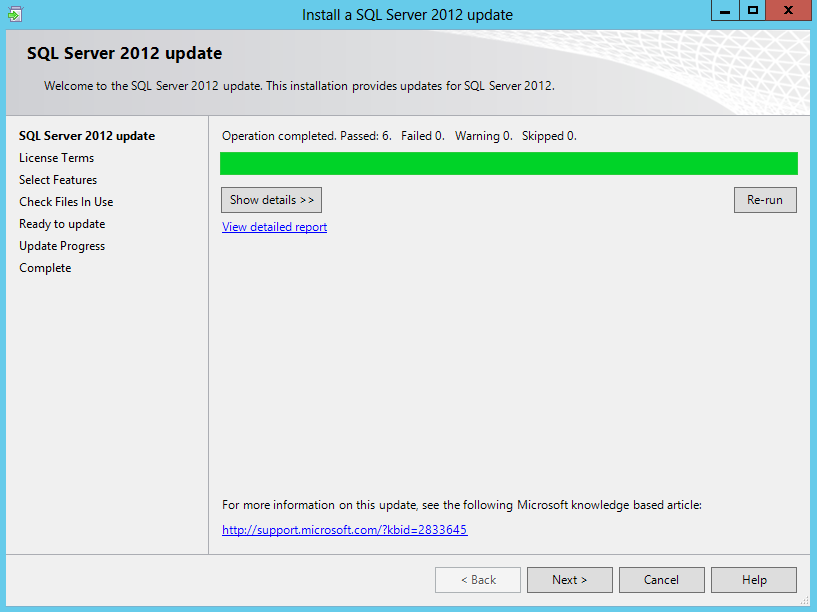 Install a SQL Server 2012 update
SQL Server 2012 update
Welcome to the SQL Server 2012 update. This installation provides updates for SQL Server 2012.
SQL Server 2012 update
License Terms
Select Features
Check Files In Use
Ready to update
Update Progress
Complete
Operation completed. Passed: 6. Failed 0. Warning 0. Skipped 0.
Show details >>
Re-run
View detailed report
For more information on this update, see the following Microsoft knowledge based article:
http://support.microsoft.com/?kbid=2833645
< Back
Next >
Cancel
Help